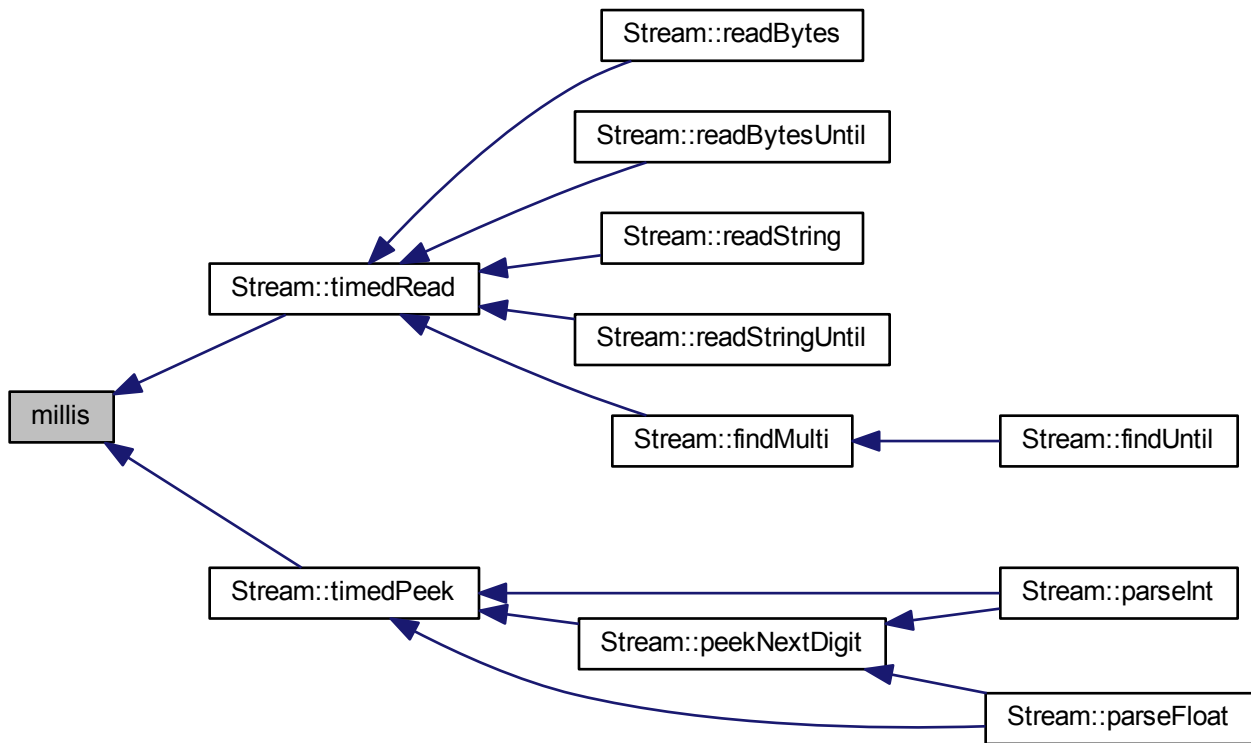 Stream::readBytes
Stream::readBytesUntil
Stream::readString
Stream::timedRead
Stream::readStringUntil
millis
Stream::findMulti
Stream::findUntil
Stream::timedPeek
Stream::parseInt
Stream::peekNextDigit
Stream::parseFloat